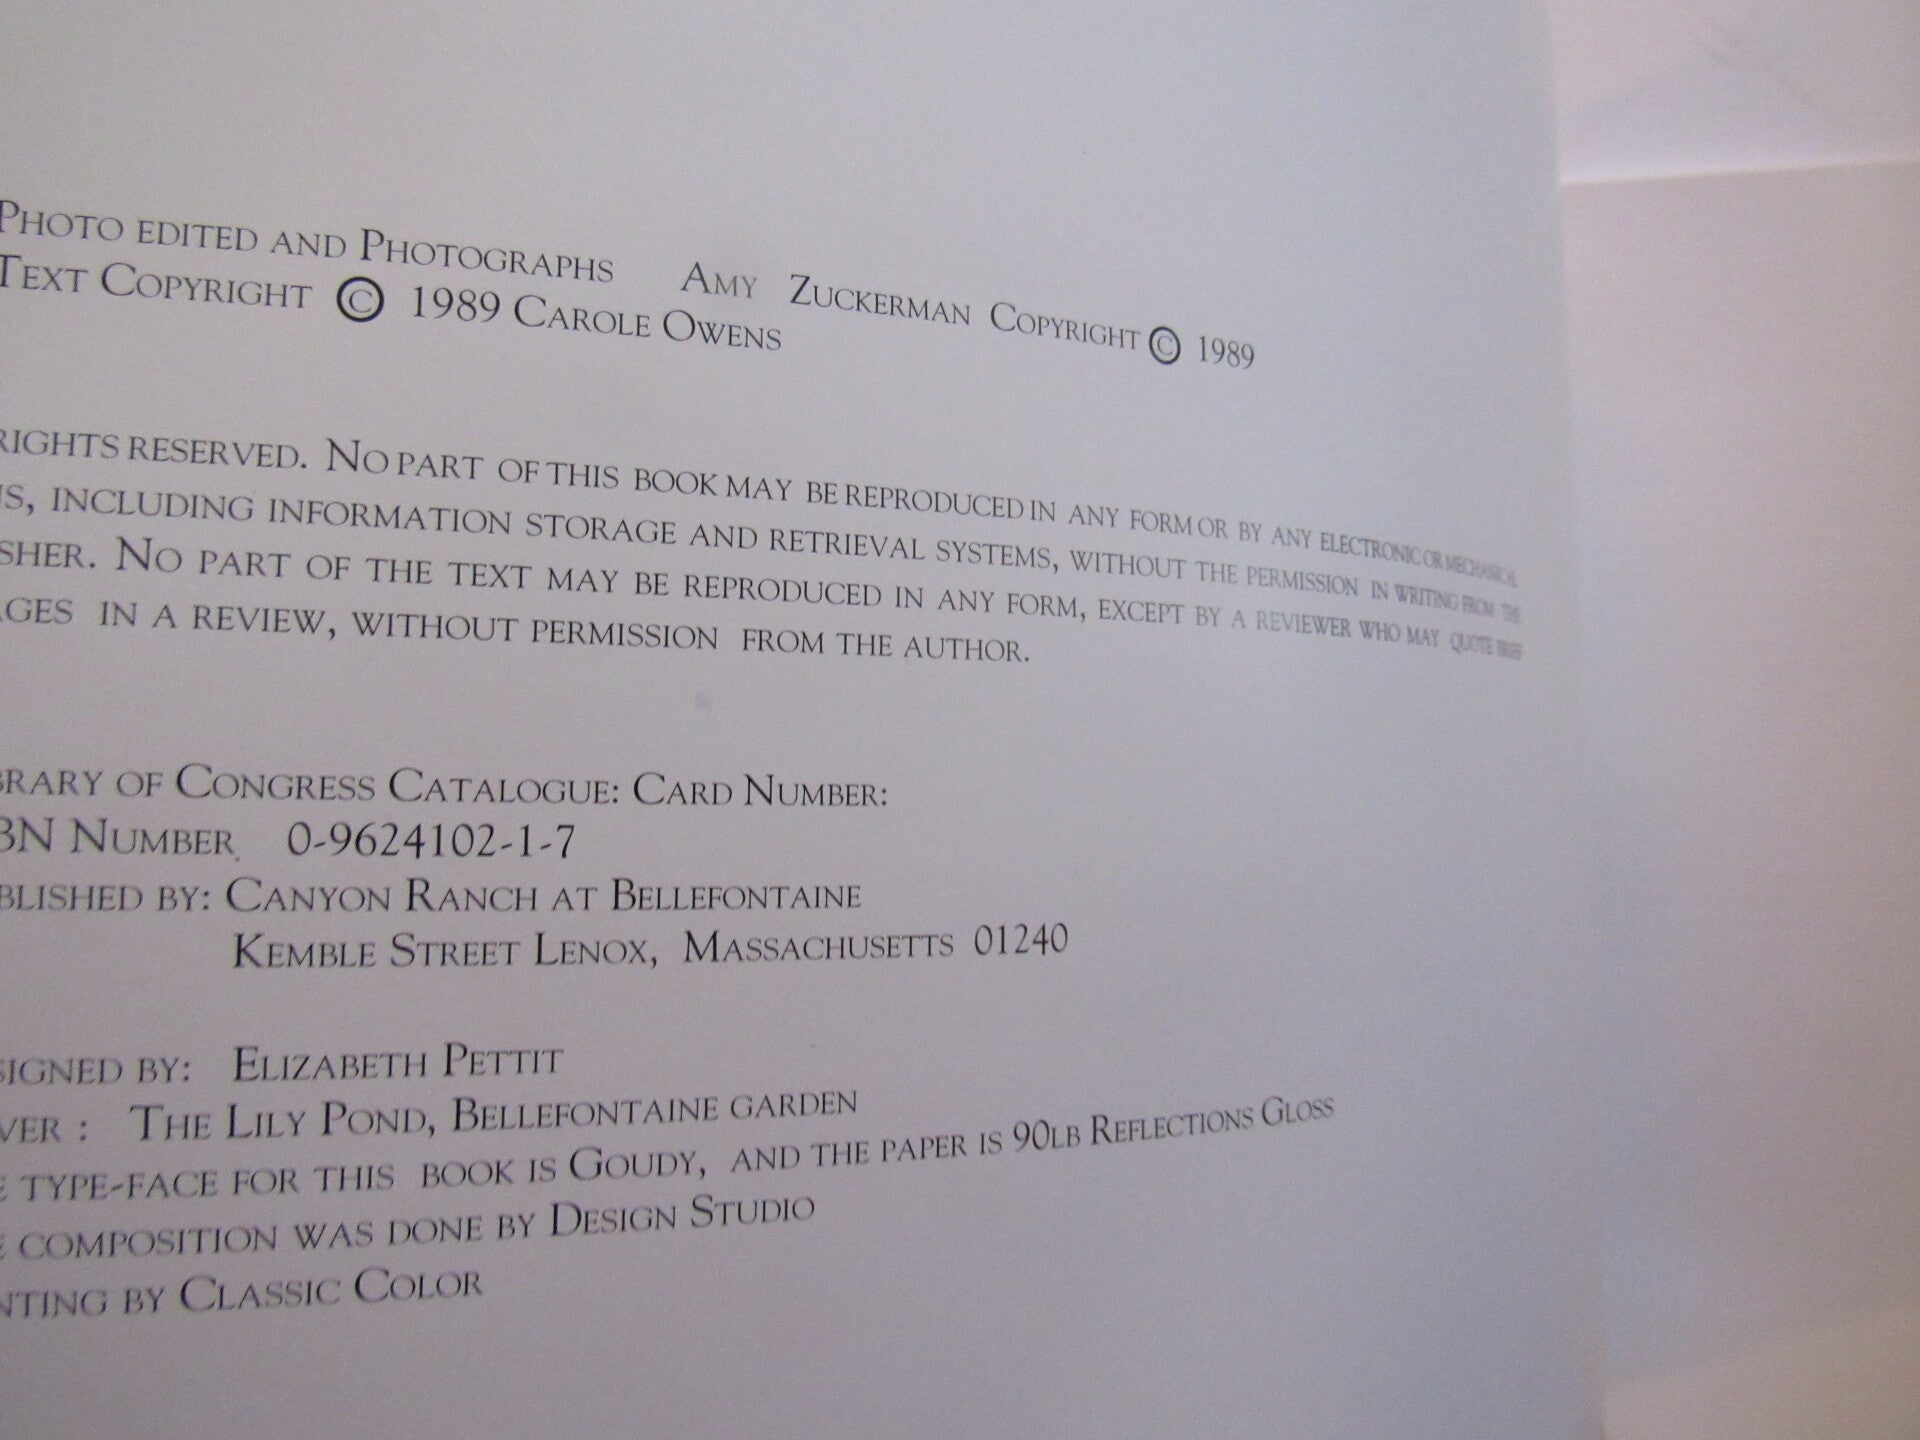 Photo edited and Photographs Amy Zuckerman Copyright © 1989
Text Copyright © 1989 Carole Owens
rights reserved. No part of this book may be reproduced in any form or by any electronic or mechanical
ns, including information storage and retrieval systems, without the permission in writing from the
sher. No part of the text may be reproduced in any form, except by a reviewer who may quote brief
ages in a review, without permission from the author.
brary of Congress Catalogue: Card Number:
BN Number 0-9624102-1-7
blished by: Canyon Ranch at Bellefontaine
Kemble Street Lenox, Massachusetts 01240
signed by: Elizabeth Pettit
ver : The Lily Pond, Bellefontaine garden
e type-face for this book is Goudy, and the paper is 90lb Reflections Gloss
e composition was done by Design Studio
nting by Classic Color